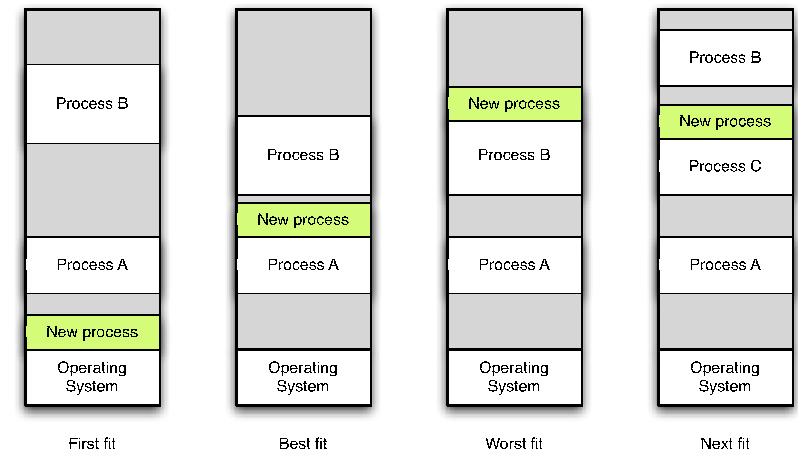 Process B
Process A
New process
Operating
System
First fit
Process B
New process
Process A
Operating
System
Best fit
New process
Process B
Process A
Operating
System
Worst fit
Process B
New process
Process C
Process A
Operating
System
Next fit